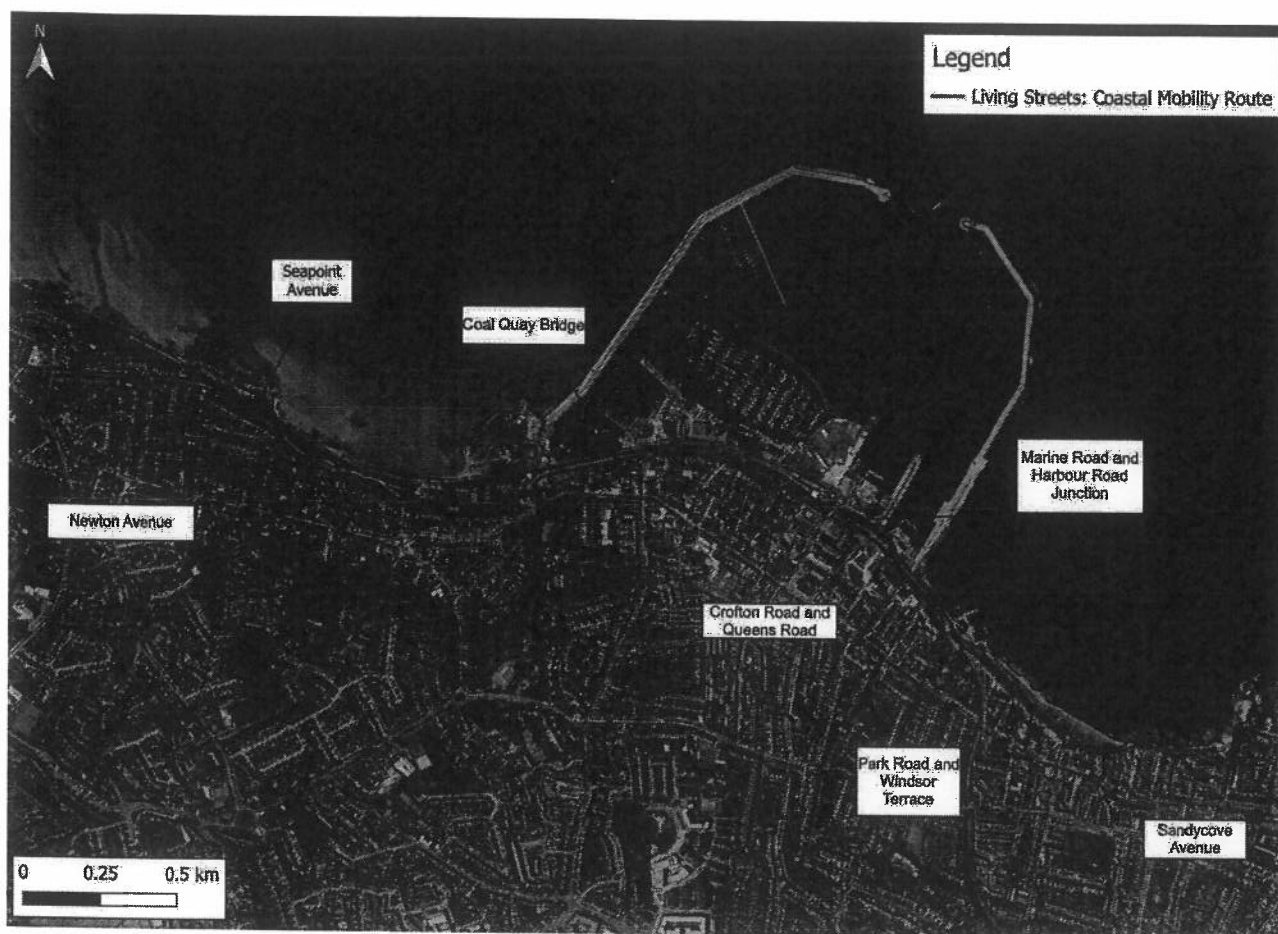 N
Legend
Living Streets: Coastal Mobility Route
Seapoint
Avenue
Coal Quay Bridge
Marine Road and
Harbour Road
Junction
Newton Avenue
Crofton Road and
Queens Road
Park Road and
Windsor
Terrace
Sandycove
Avenue
0 0.25 0.5 km